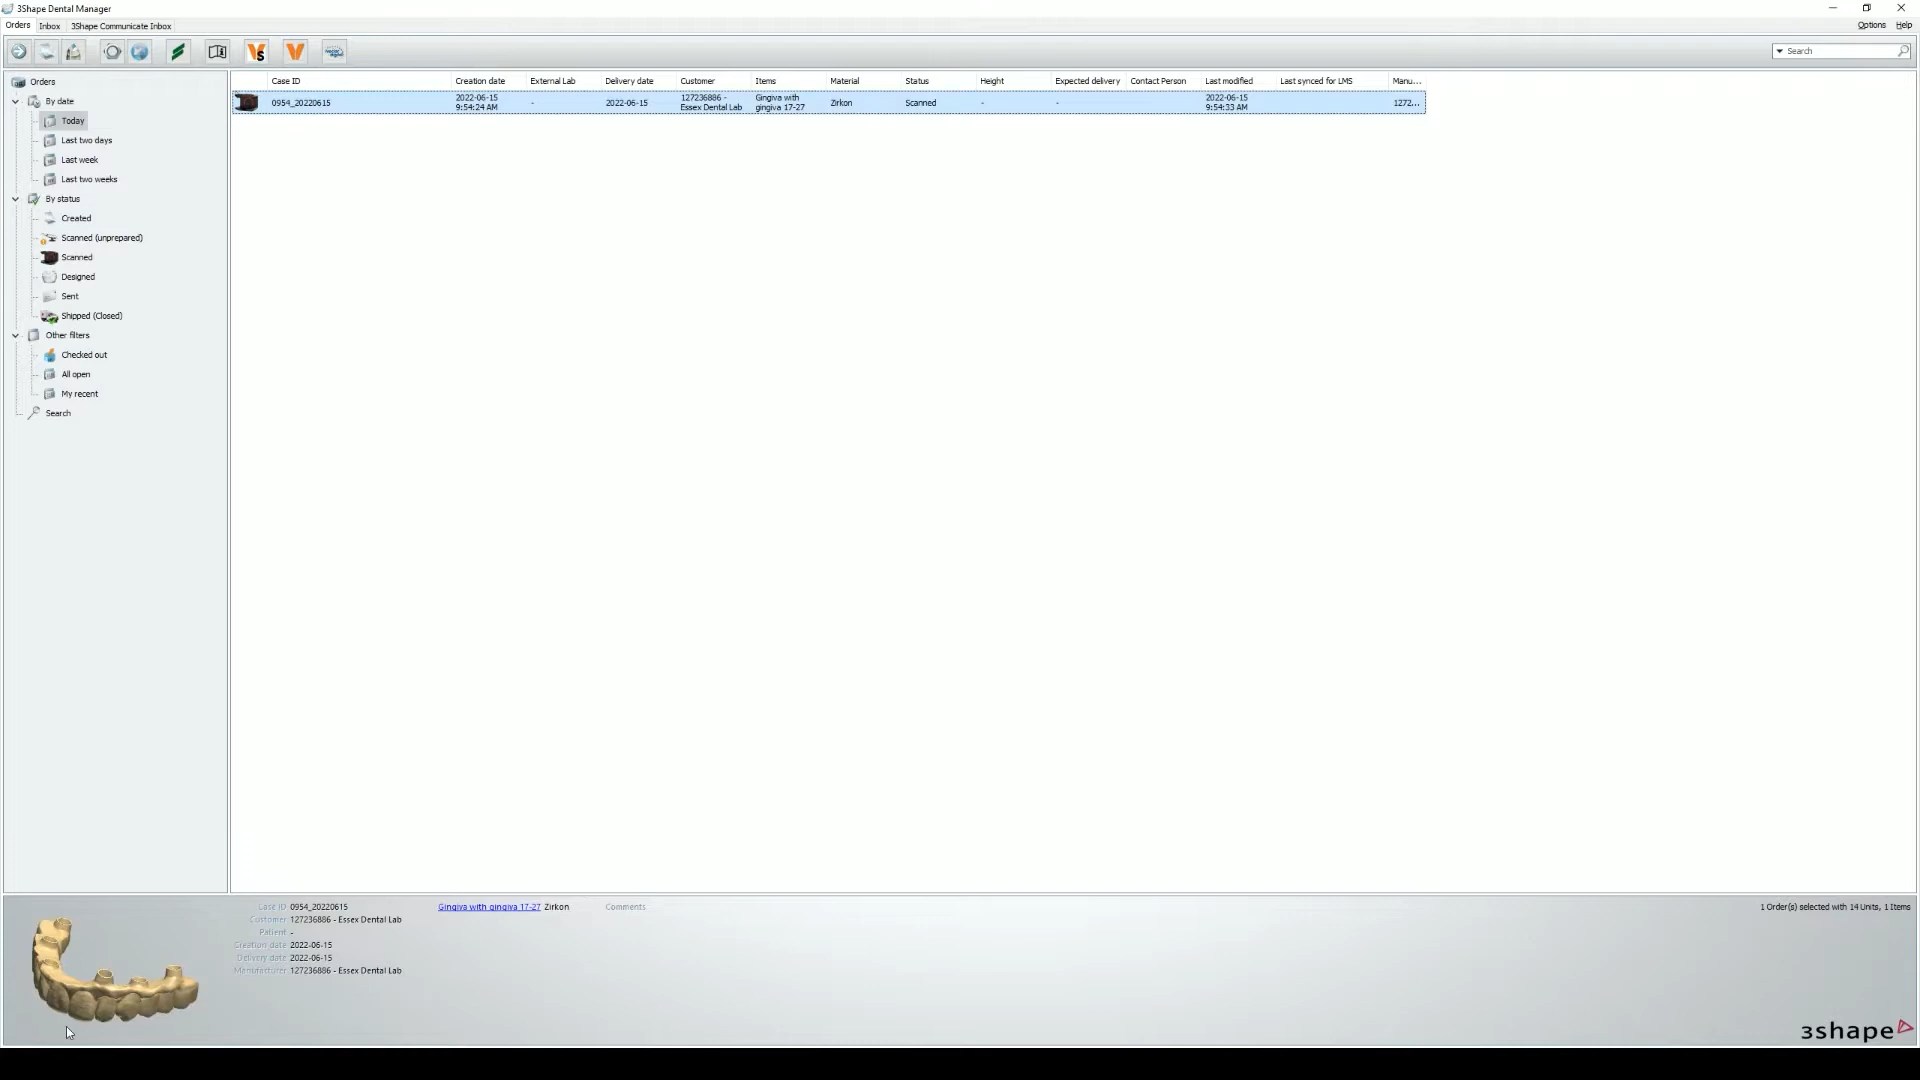 3Shape Dental Manager
Orders Inbox 3Shape Communicate Inbox
Options Help
Search
Orders
By date
Today
Last two days
Last week
Last two weeks
By status
Created
Scanned (unprepared)
Scanned
Designed
Sent
Shipped (Closed)
Other filters
Checked out
All open
My recent
Search
Case ID Creation date External Lab Delivery date Customer Items Material Status Height Expected delivery Contact Person Last modified Last synced for LMS Manu...
0954_20220615 2022-06-15 9:54:24 AM - 2022-06-15 127236886 - Essex Dental Lab Gingiva with gingiva 17-27 Zirkon Scanned - - 2022-06-15 9:54:33 AM 1272...
Case ID 0954_20220615
Customer 127236886 - Essex Dental Lab
Patient -
Creation date 2022-06-15
Delivery date 2022-06-15
Manufacturer 127236886 - Essex Dental Lab
Gingiva with gingiva 17-27 Zirkon
Comments
1 Order(s) selected with 14 Units, 1 Items
3shape